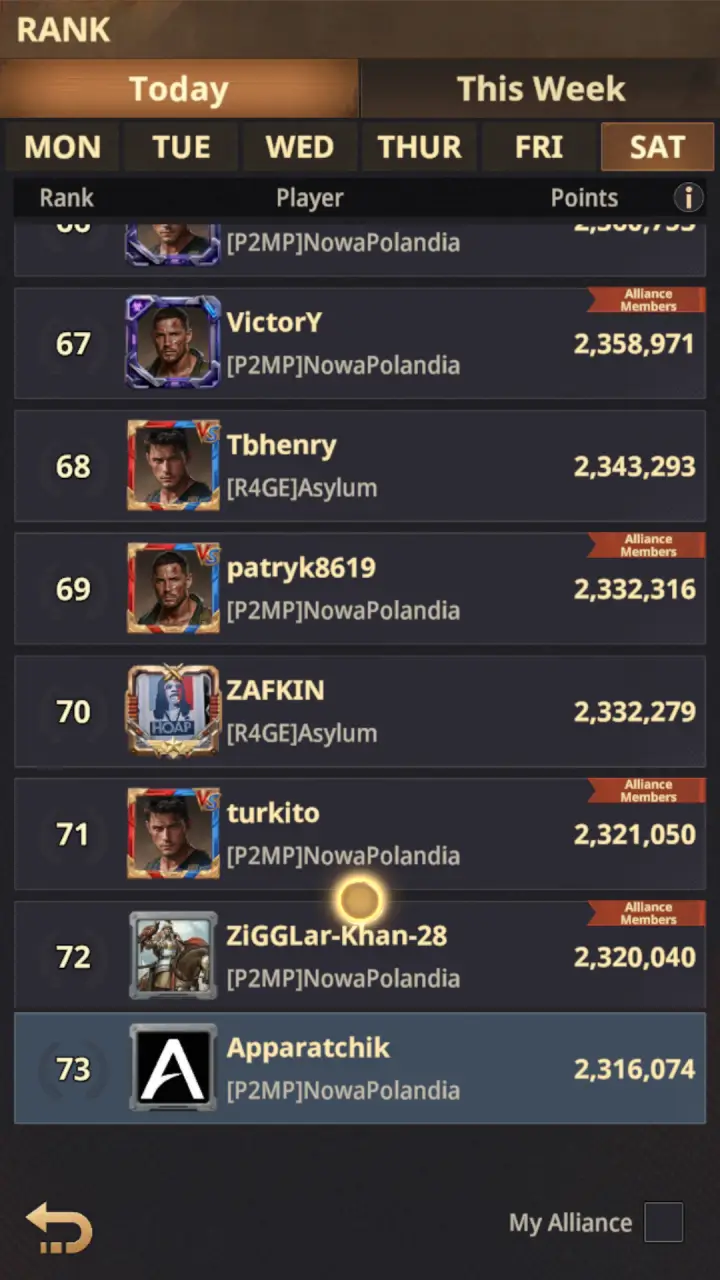 RANK
Today
This Week
MON TUE WED THUR FRI SAT
Rank Player Points i
[P2MP]NowaPolandia
Alliance Members
67 VictorY 2,358,971
[P2MP]NowaPolandia
68 Tbhenry 2,343,293
[R4GE]Asylum
Alliance Members
69 patryk8619 2,332,316
[P2MP]NowaPolandia
70 ZAFKIN 2,332,279
HOAP
[R4GE]Asylum
Alliance Members
71 turkito 2,321,050
[P2MP]NowaPolandia
Alliance Members
72 ZiGGLar-Khan-28 2,320,040
[P2MP]NowaPolandia
73 Apparatchik 2,316,074
A
[P2MP]NowaPolandia
My Alliance